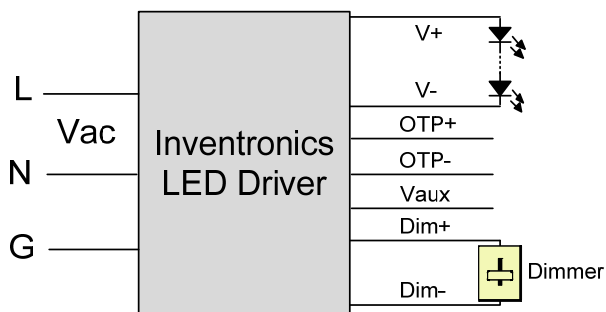 L
Vac
N
G
Inventronics
LED Driver
V+
V-
OTP+
OTP-
Vaux
Dim+
Dim-
Dimmer